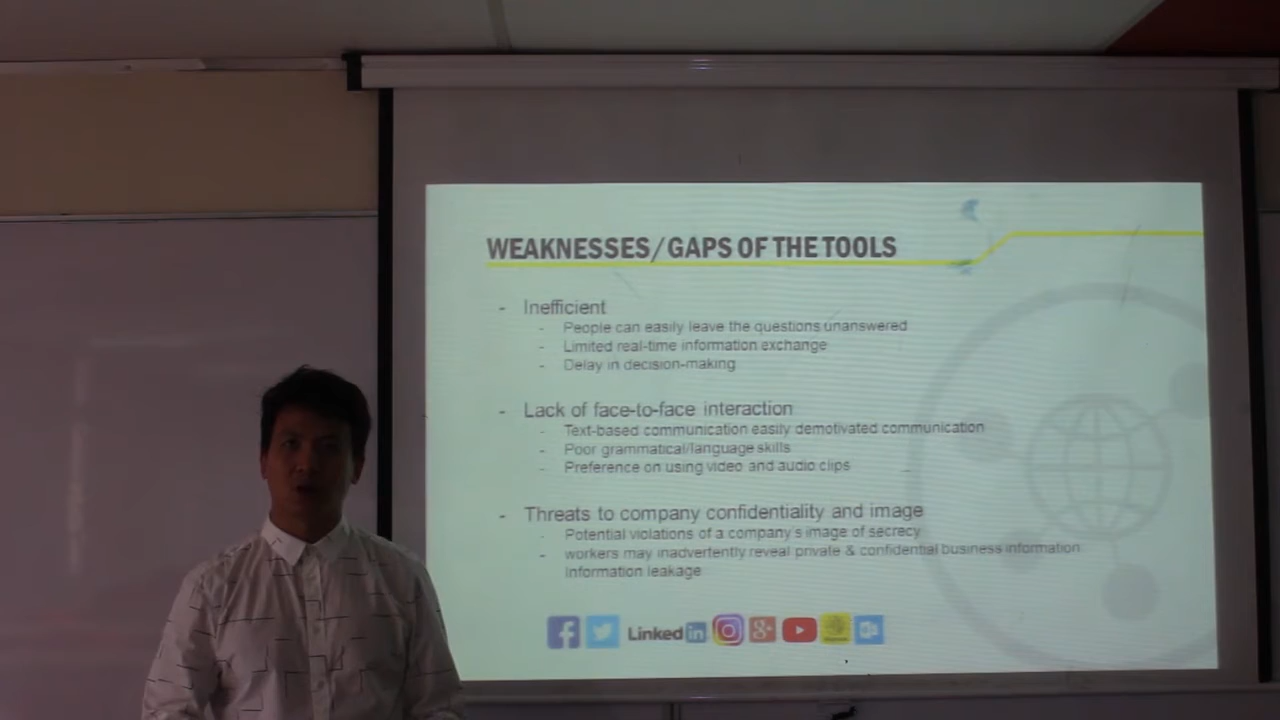 WEAKNESSES/GAPS OF THE TOOLS
- Inefficient
- People can easily leave the questions unanswered
- Limited real-time information exchange
- Delay in decision-making
- Lack of face-to-face interaction
- Text-based communication easily demotivated communication
- Poor grammatical/language skills
- Preference on using video and audio clips
- Threats to company confidentiality and image
- Potential violations of a company's image of secrecy
- workers may inadvertently reveal private & confidential business information
Information leakage
f Linked in g+